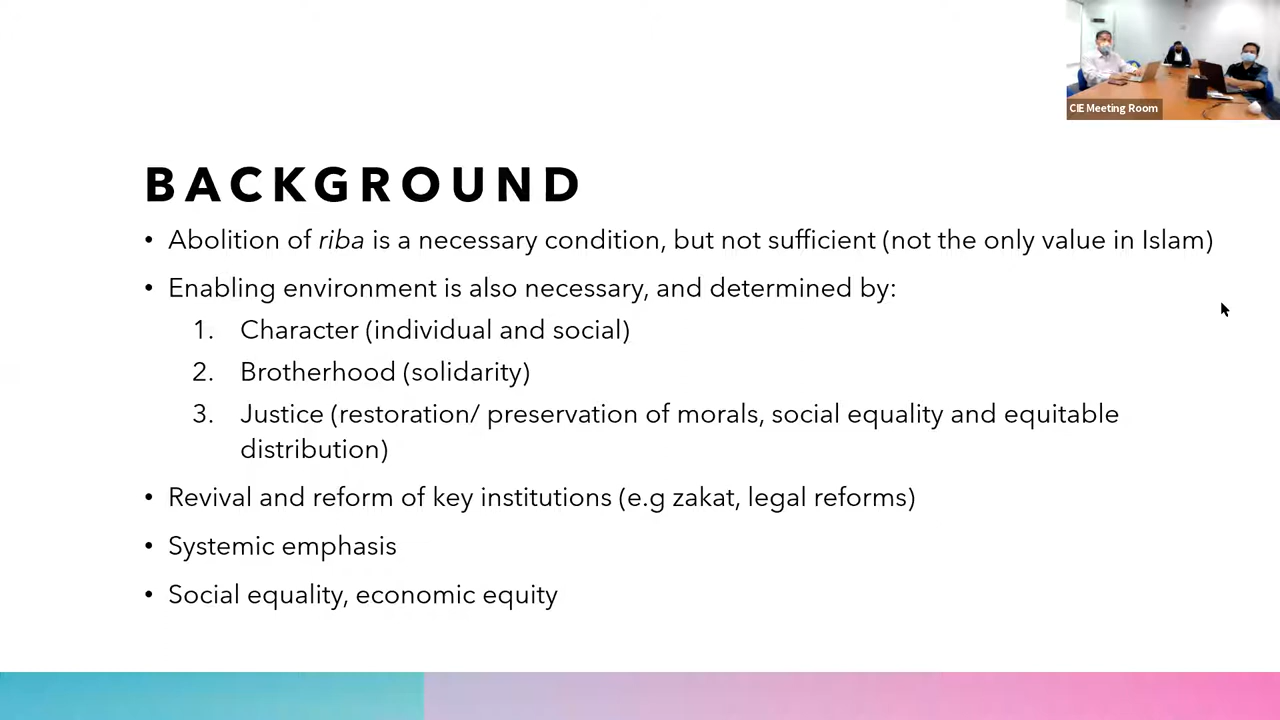 CIE Meeting Room
BACKGROUND
• Abolition of riba is a necessary condition, but not sufficient (not the only value in Islam)
• Enabling environment is also necessary, and determined by:
1. Character (individual and social)
2. Brotherhood (solidarity)
3. Justice (restoration/ preservation of morals, social equality and equitable
distribution)
• Revival and reform of key institutions (e.g zakat, legal reforms)
• Systemic emphasis
• Social equality, economic equity